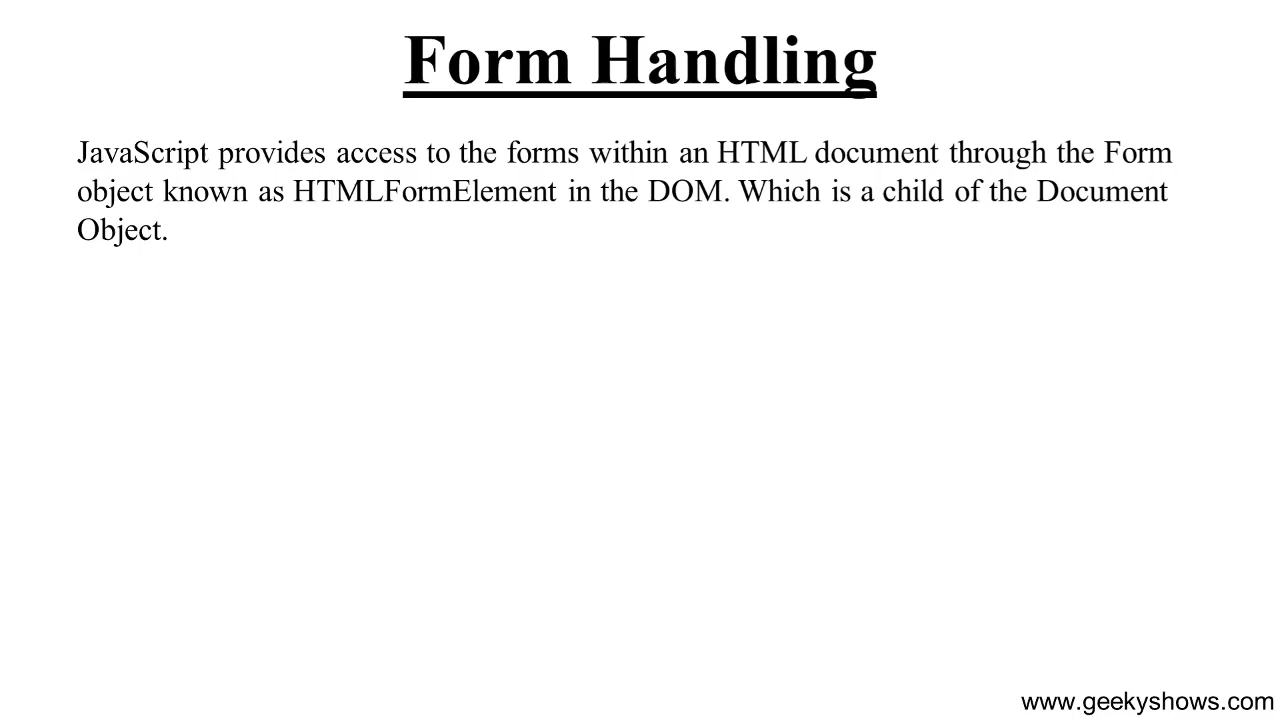 Form Handling
JavaScript provides access to the forms within an HTML document through the Form
object known as HTMLFormElement in the DOM. Which is a child of the Document
Object.
www.geekyshows.com